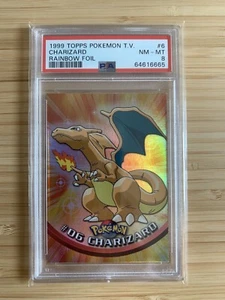 1999 TOPPS POKEMON T.V. #6
CHARIZARD NM - MT
RAINBOW FOIL 8
PSA 64616665
POKéMON
#06 CHARIZARD